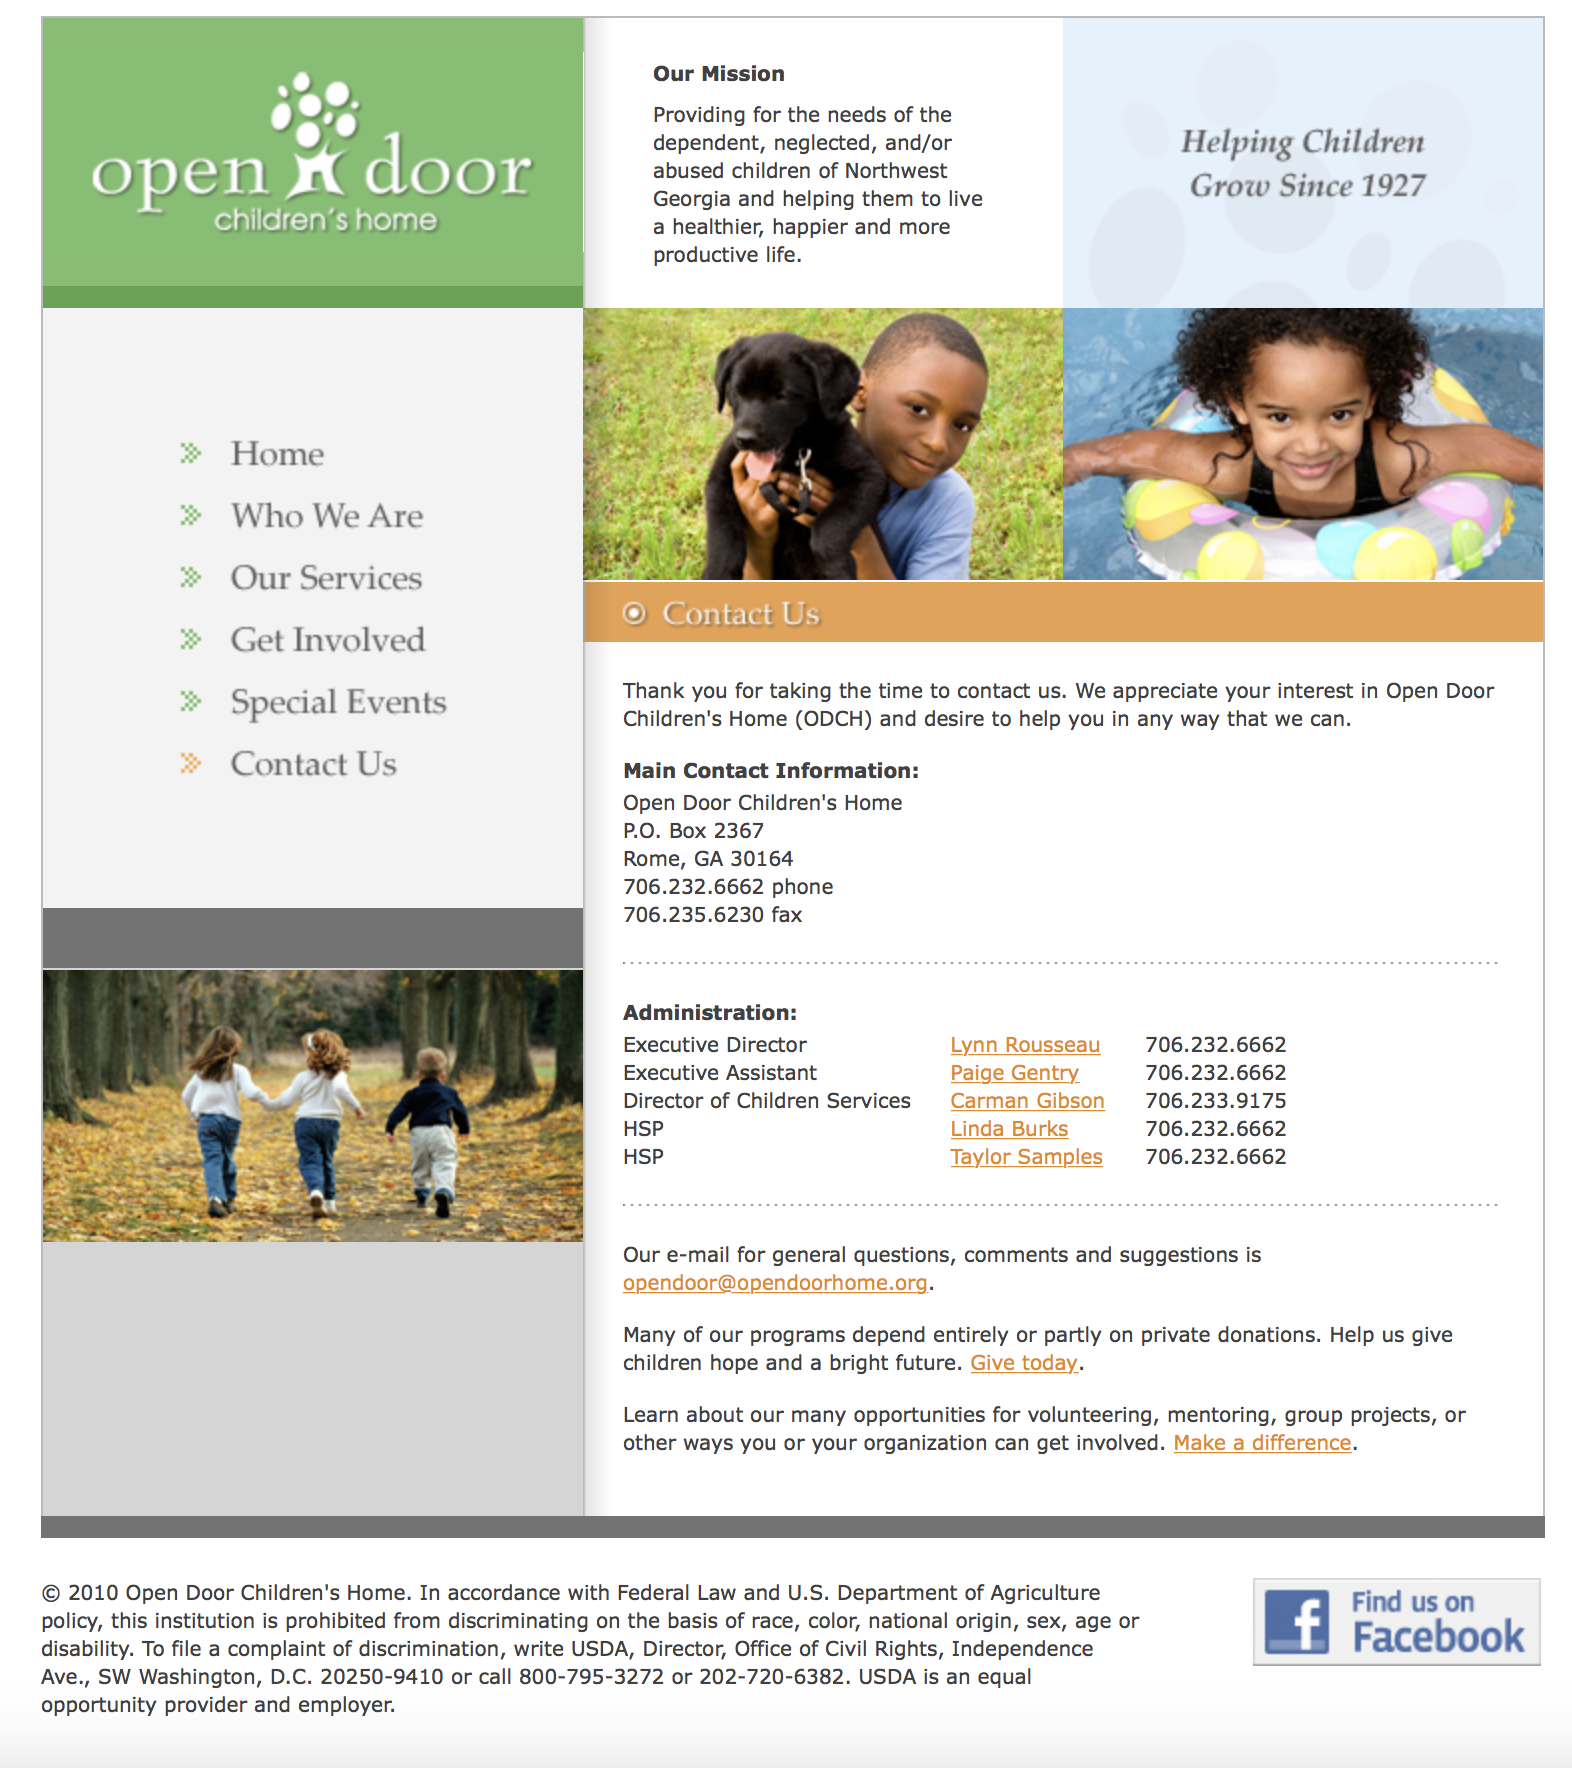 open door
children's home
Our Mission
Providing for the needs of the
dependent, neglected, and/or
abused children of Northwest
Georgia and helping them to live
a healthier, happier and more
productive life.
Helping Children
Grow Since 1927
Home
Who We Are
Our Services
Get Involved
Special Events
Contact Us
Contact Us
Thank you for taking the time to contact us. We appreciate your interest in Open Door
Children's Home (ODCH) and desire to help you in any way that we can.
Main Contact Information:
Open Door Children's Home
P.O. Box 2367
Rome, GA 30164
706.232.6662 phone
706.235.6230 fax
Administration:
Executive Director Lynn Rousseau 706.232.6662
Executive Assistant Paige Gentry 706.232.6662
Director of Children Services Carman Gibson 706.233.9175
HSP Linda Burks 706.232.6662
HSP Taylor Samples 706.232.6662
Our e-mail for general questions, comments and suggestions is
opendoor@opendoorhome.org.
Many of our programs depend entirely or partly on private donations. Help us give
children hope and a bright future. Give today.
Learn about our many opportunities for volunteering, mentoring, group projects, or
other ways you or your organization can get involved. Make a difference.
© 2010 Open Door Children's Home. In accordance with Federal Law and U.S. Department of Agriculture
policy, this institution is prohibited from discriminating on the basis of race, color, national origin, sex, age or
disability. To file a complaint of discrimination, write USDA, Director, Office of Civil Rights, Independence
Ave., SW Washington, D.C. 20250-9410 or call 800-795-3272 or 202-720-6382. USDA is an equal
opportunity provider and employer.
f Find us on
Facebook